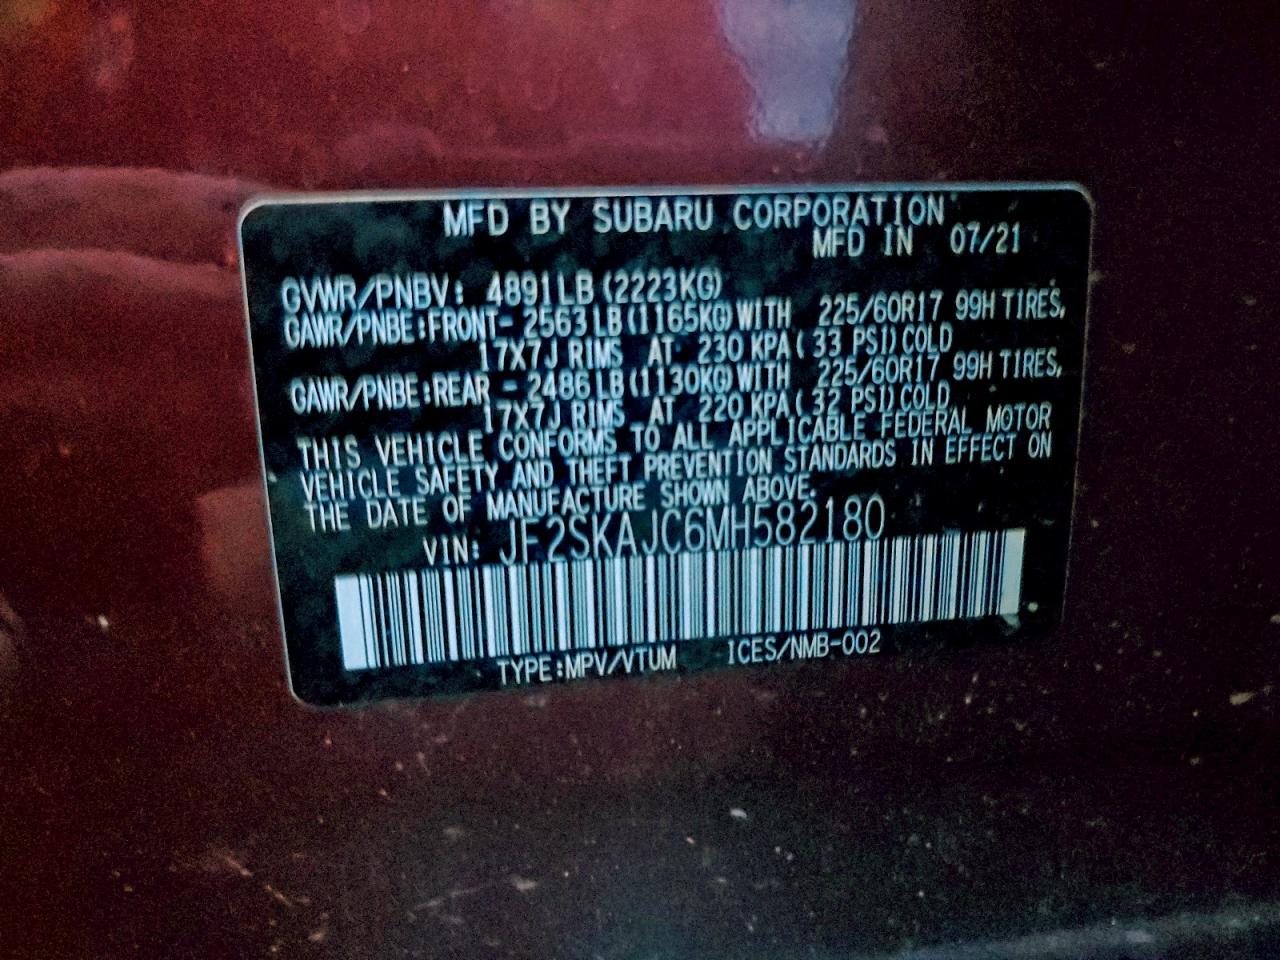 MFD BY SUBARU CORPORATION
MFD IN 07/21
GVWR/PNBV: 4891LB(2223KG)
GAWR/PNBE:FRONT- 2563LB(1165KG)WITH 225/60R17 99H TIRES,
17X7J RIMS AT 230 KPA( 33 PSI)COLD
GAWR/PNBE:REAR - 2486LB(1130KG)WITH 225/60R17 99H TIRES,
17X7J RIMS AT 220 KPA( 32 PSI)COLD
THIS VEHICLE CONFORMS TO ALL APPLICABLE FEDERAL MOTOR
VEHICLE SAFETY AND THEFT PREVENTION STANDARDS IN EFFECT ON
THE DATE OF MANUFACTURE SHOWN ABOVE.
VIN: JF2SKAJC6MH582180
TYPE:MPV/VTUM ICES/NMB-002